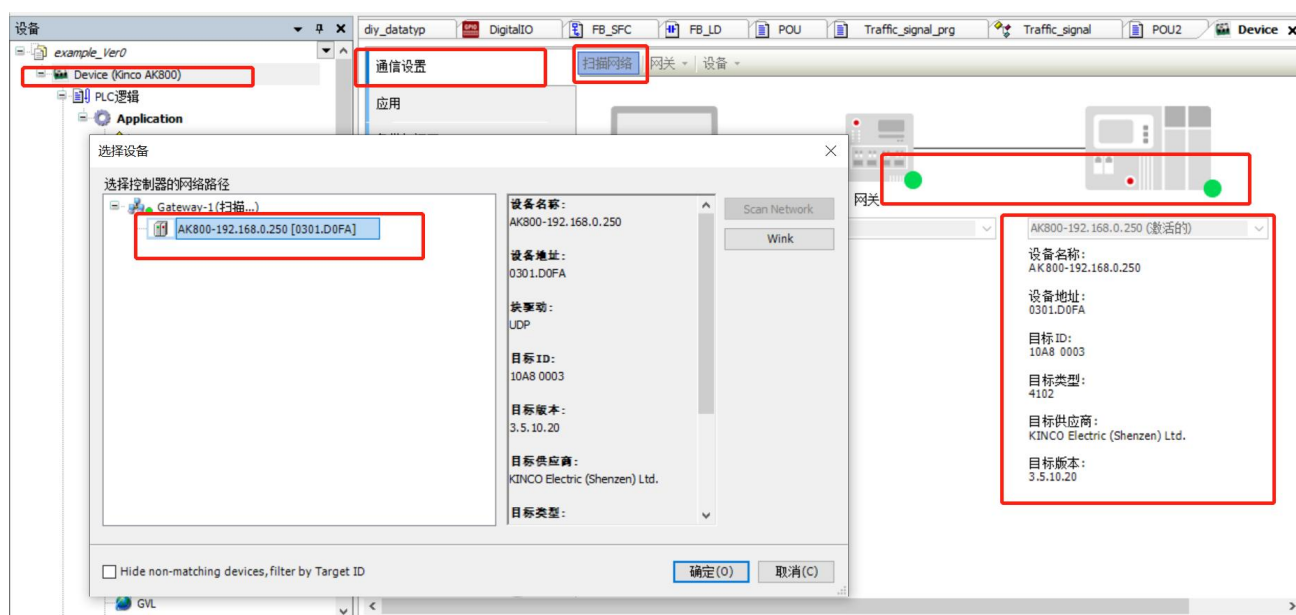 设备
diy_datatyp
DigitalIO
FB_SFC
FB_LD
POU
Traffic_signal_prg
Traffic_signal
POU2
Device
example_Ver0
Device (Kinco AK800)
PLC逻辑
Application
通信设置
扫描网络
网关
设备
应用
选择设备
选择控制器的网络路径
Gateway-1(扫描...)
AK800-192.168.0.250 [0301.D0FA]
设备名称:
AK800-192.168.0.250
设备地址:
0301.D0FA
块驱动:
UDP
目标ID:
10A8 0003
目标版本:
3.5.10.20
目标供应商:
KINCO Electric (Shenzen) Ltd.
目标类型:
Scan Network
Wink
Hide non-matching devices, filter by Target ID
确定(O)
取消(C)
GVL
网关
AK800-192.168.0.250 (激活的)
设备名称:
AK800-192.168.0.250
设备地址:
0301.D0FA
目标ID:
10A8 0003
目标类型:
4102
目标供应商:
KINCO Electric (Shenzen) Ltd.
目标版本:
3.5.10.20